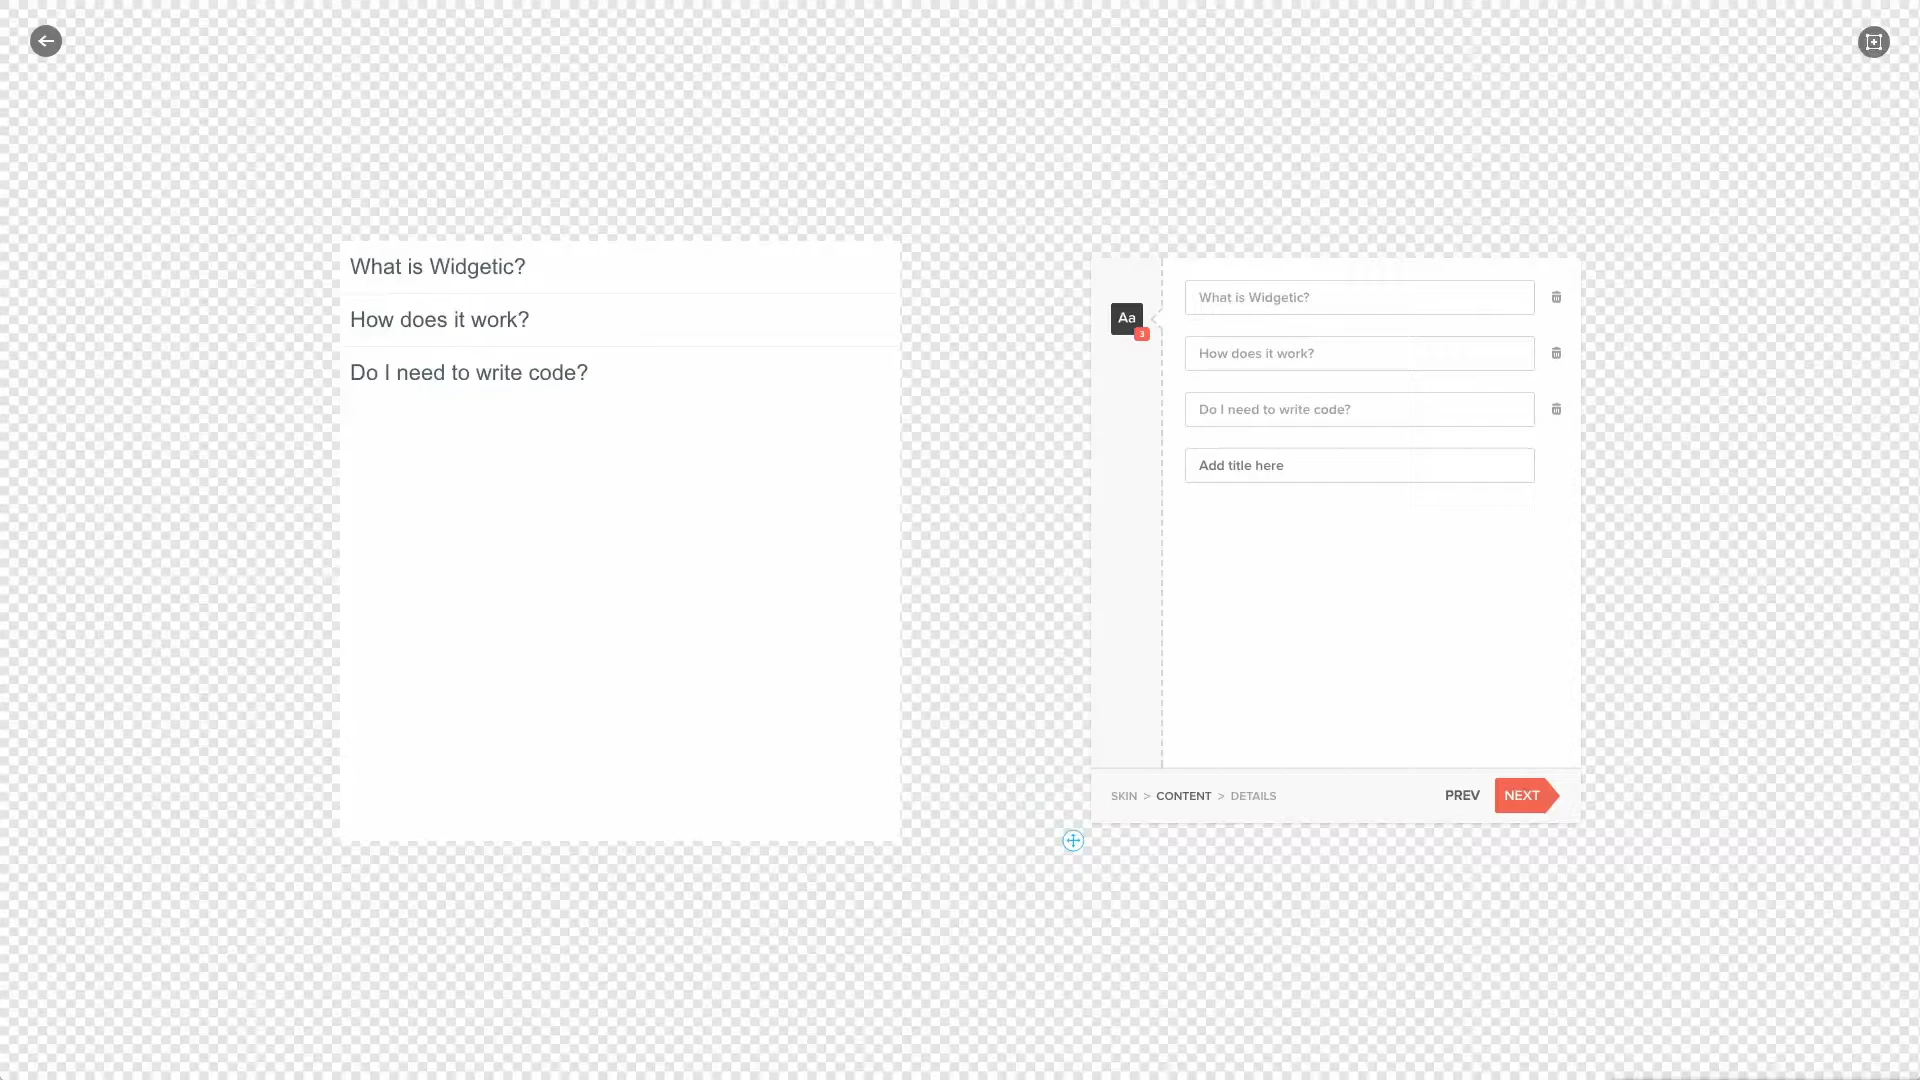 What is Widgetic?
How does it work?
Do I need to write code?
Aa
3
What is Widgetic?
How does it work?
Do I need to write code?
Add title here
SKIN > CONTENT > DETAILS
PREV
NEXT